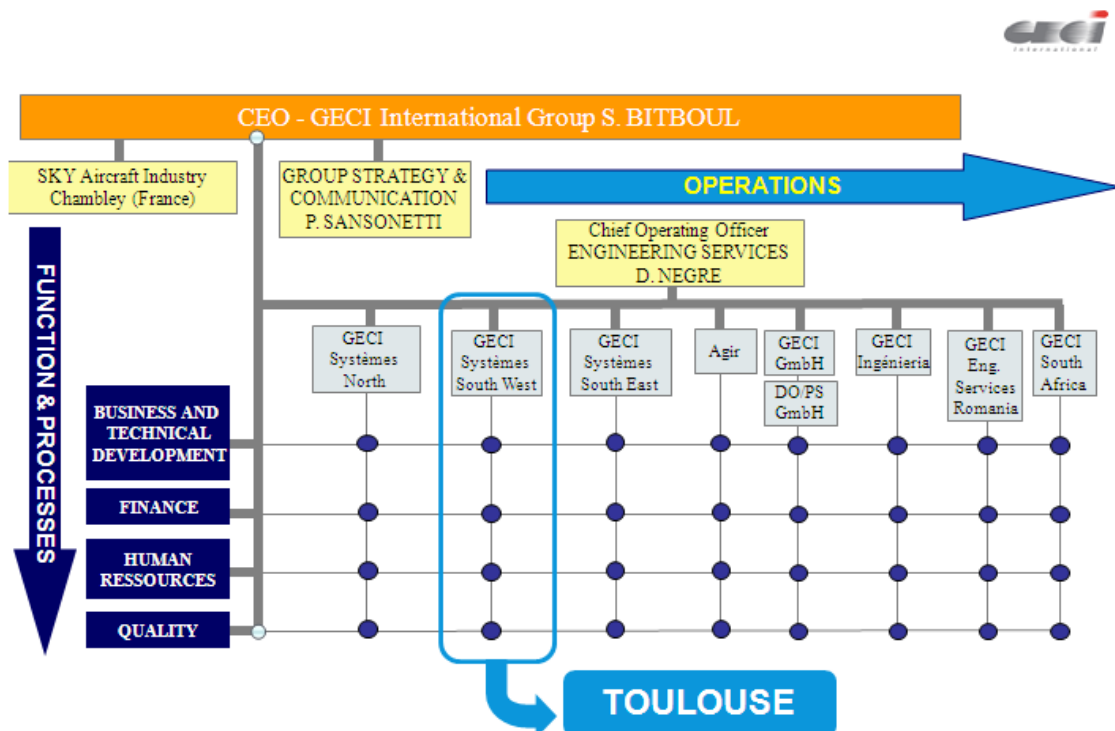 GECI
international
CEO - GECI International Group S. BITBOUL
SKY Aircraft Industry
Chambley (France)
GROUP STRATEGY &
COMMUNICATION
P. SANSONETTI
OPERATIONS
Chief Operating Officer
ENGINEERING SERVICES
D. NEGRE
FUNCTION & PROCESSES
GECI
Systèmes
North
GECI
Systèmes
South West
GECI
Systèmes
South East
Agir
GECI
GmbH
DO/PS
GmbH
GECI
Ingénieria
GECI
Eng.
Services
Romania
GECI
South
Africa
BUSINESS AND
TECHNICAL
DEVELOPMENT
FINANCE
HUMAN
RESSOURCES
QUALITY
TOULOUSE